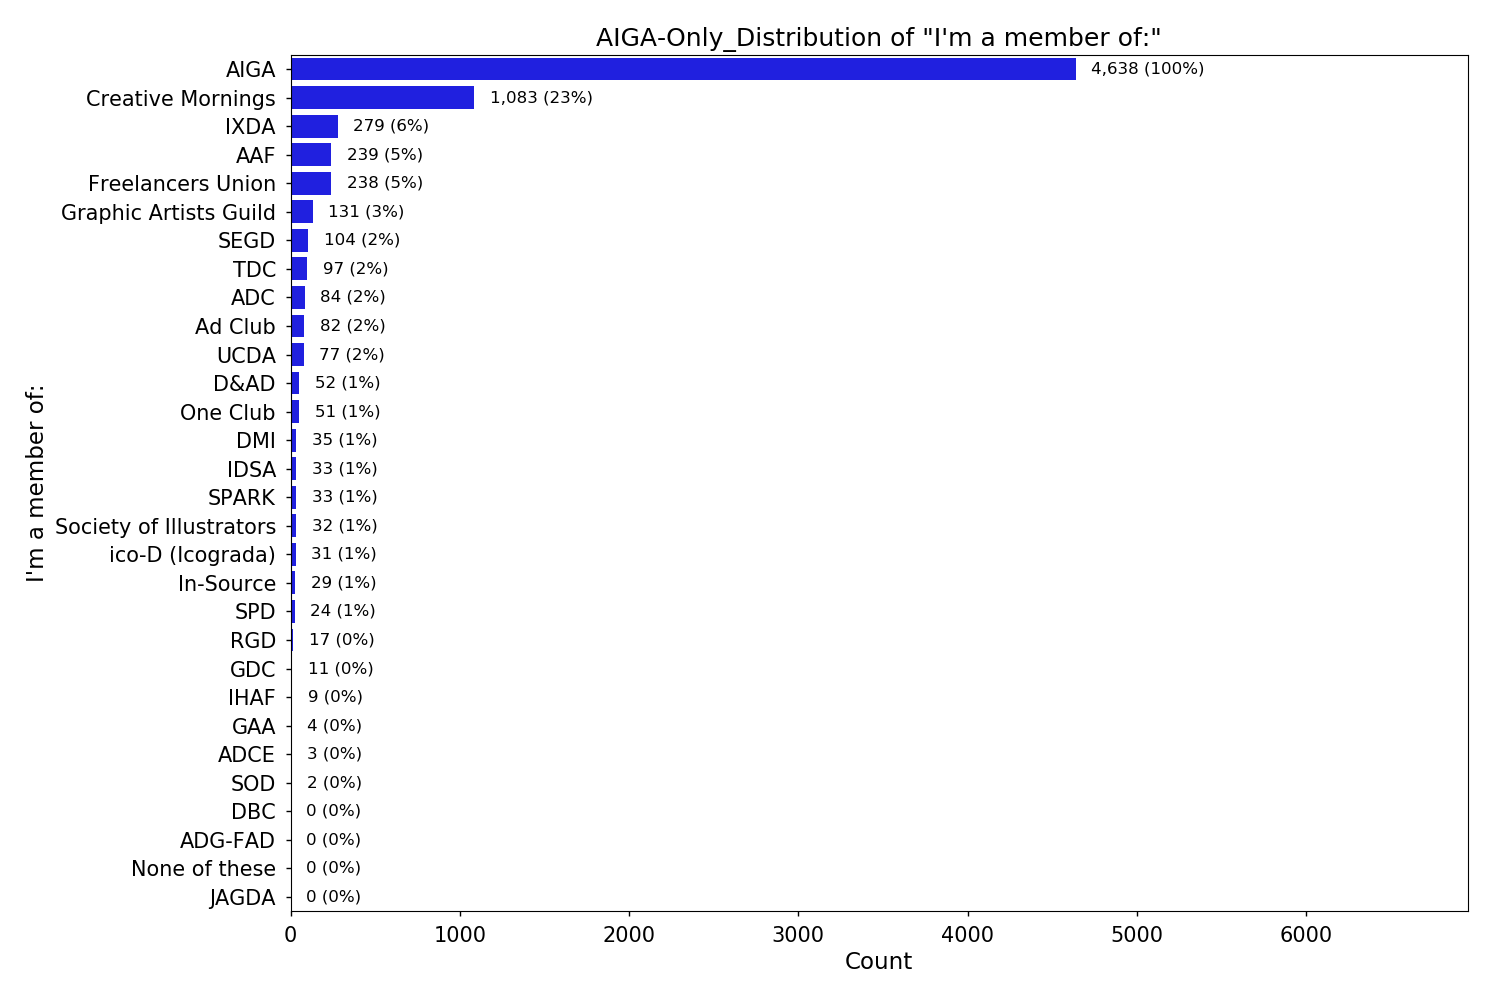 AIGA-Only_Distribution of "I'm a member of:"
AIGA 4,638 (100%)
Creative Mornings 1,083 (23%)
IXDA 279 (6%)
AAF 239 (5%)
Freelancers Union 238 (5%)
Graphic Artists Guild 131 (3%)
SEGD 104 (2%)
TDC 97 (2%)
ADC 84 (2%)
Ad Club 82 (2%)
UCDA 77 (2%)
D&AD 52 (1%)
One Club 51 (1%)
DMI 35 (1%)
IDSA 33 (1%)
SPARK 33 (1%)
Society of Illustrators 32 (1%)
ico-D (Icograda) 31 (1%)
In-Source 29 (1%)
SPD 24 (1%)
RGD 17 (0%)
GDC 11 (0%)
IHAF 9 (0%)
GAA 4 (0%)
ADCE 3 (0%)
SOD 2 (0%)
DBC 0 (0%)
ADG-FAD 0 (0%)
None of these 0 (0%)
JAGDA 0 (0%)
I'm a member of:
0 1000 2000 3000 4000 5000 6000
Count